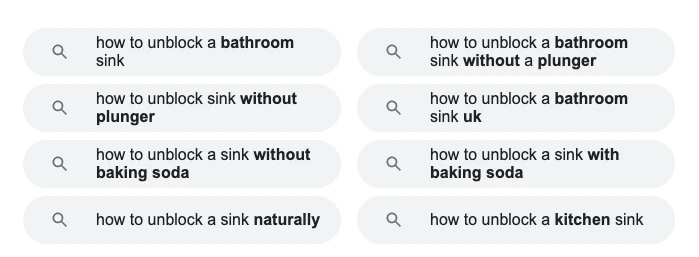 how to unblock a bathroom
sink
how to unblock a bathroom
sink without a plunger
how to unblock sink without
plunger
how to unblock a bathroom
sink uk
how to unblock a sink without
baking soda
how to unblock a sink with
baking soda
how to unblock a sink naturally
how to unblock a kitchen sink